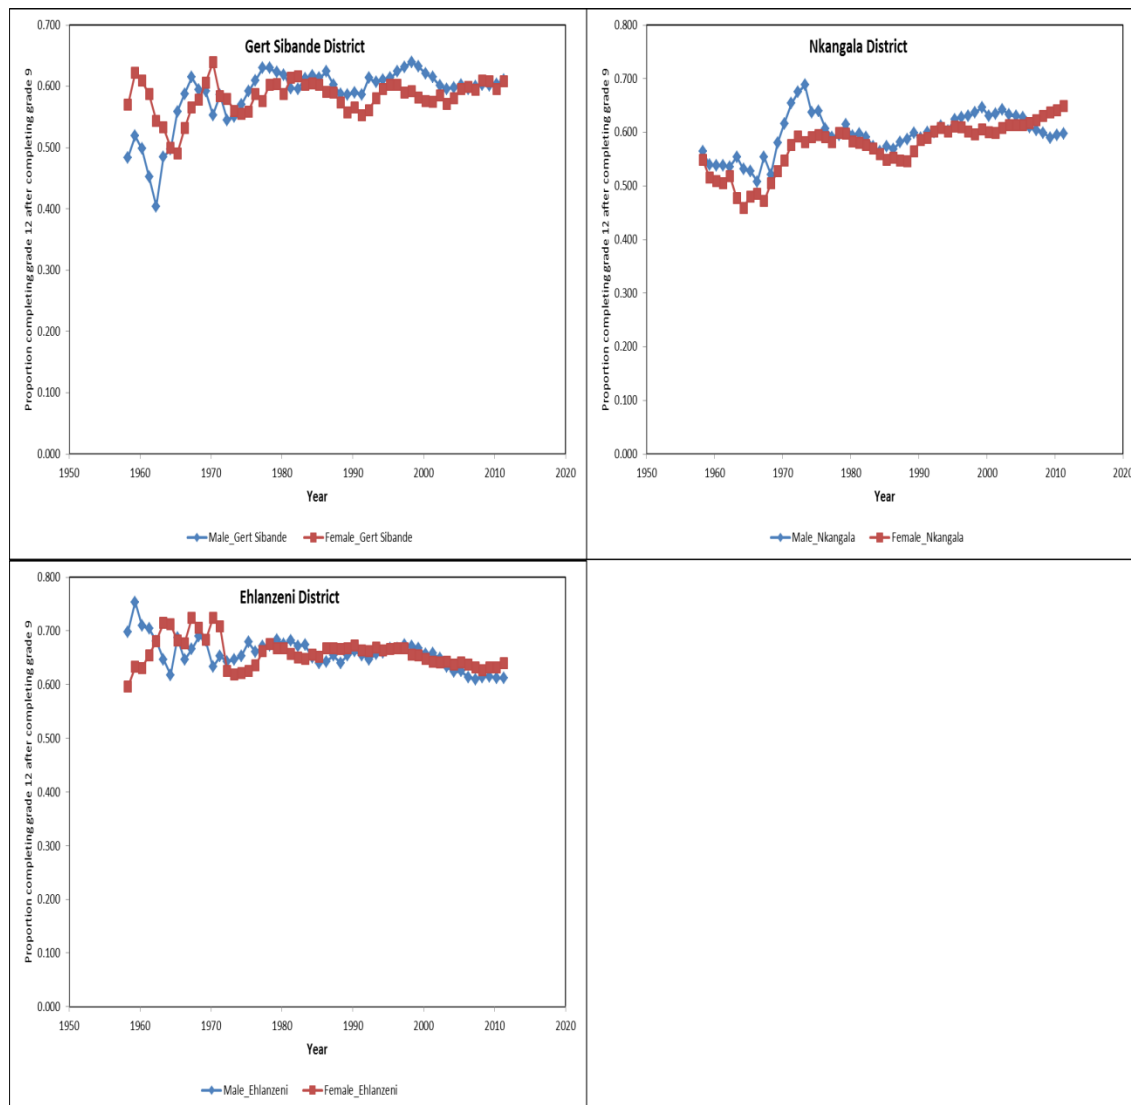 Gert Sibande District
Proportion completing grade 12 after completing grade 9
0.700
0.600
0.500
0.400
0.300
0.200
0.100
0.000
1950 1960 1970 1980 1990 2000 2010 2020
Year
Male_Gert Sibande Female_Gert Sibande
Nkangala District
Proportion completing grade 12 after completing grade 9
0.800
0.700
0.600
0.500
0.400
0.300
0.200
0.100
0.000
1950 1960 1970 1980 1990 2000 2010 2020
Year
Male_Nkangala Female_Nkangala
Ehlanzeni District
Proportion completing grade 12 after completing grade 9
0.800
0.700
0.600
0.500
0.400
0.300
0.200
0.100
0.000
1950 1960 1970 1980 1990 2000 2010 2020
Year
Male_Ehlanzeni Female_Ehlanzeni